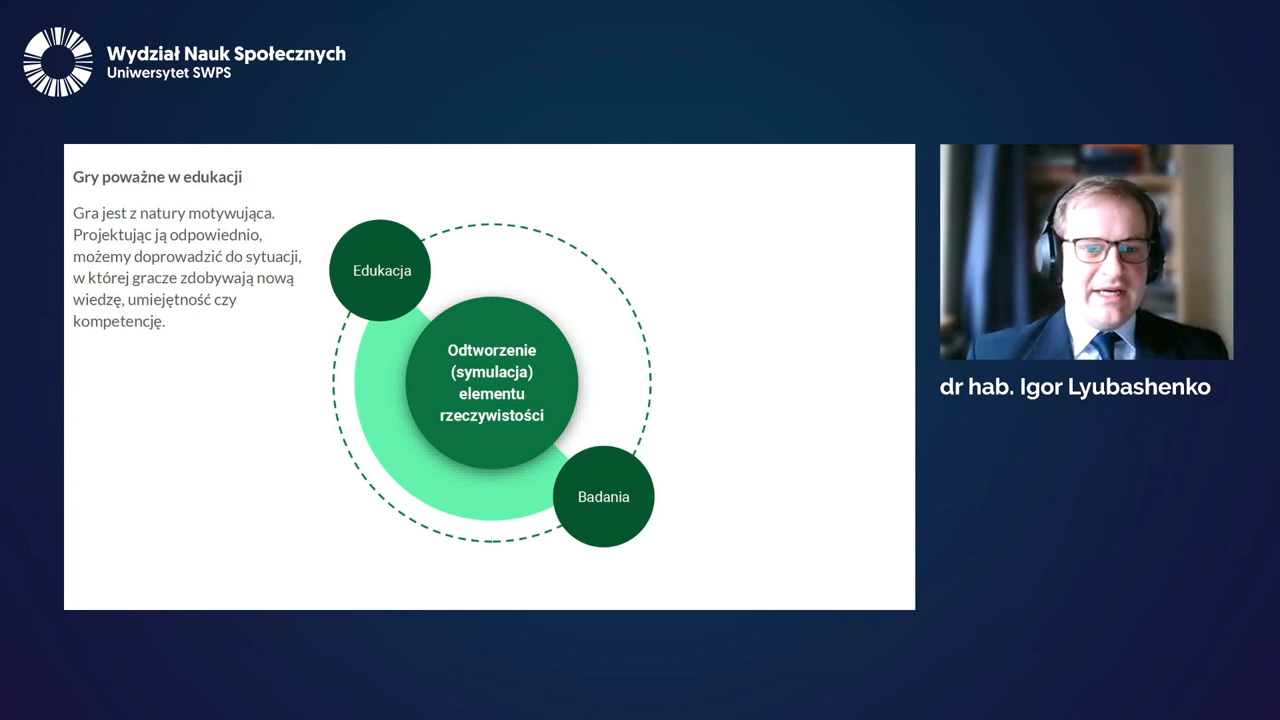 Wydział Nauk Społecznych
Uniwersytet SWPS
Gry poważne w edukacji
Gra jest z natury motywująca.
Projektując ją odpowiednio,
możemy doprowadzić do sytuacji,
w której gracze zdobywają nową
wiedzę, umiejętność czy
kompetencję.
Edukacja
Odtworzenie
(symulacja)
elementu
rzeczywistości
Badania
dr hab. Igor Lyubashenko